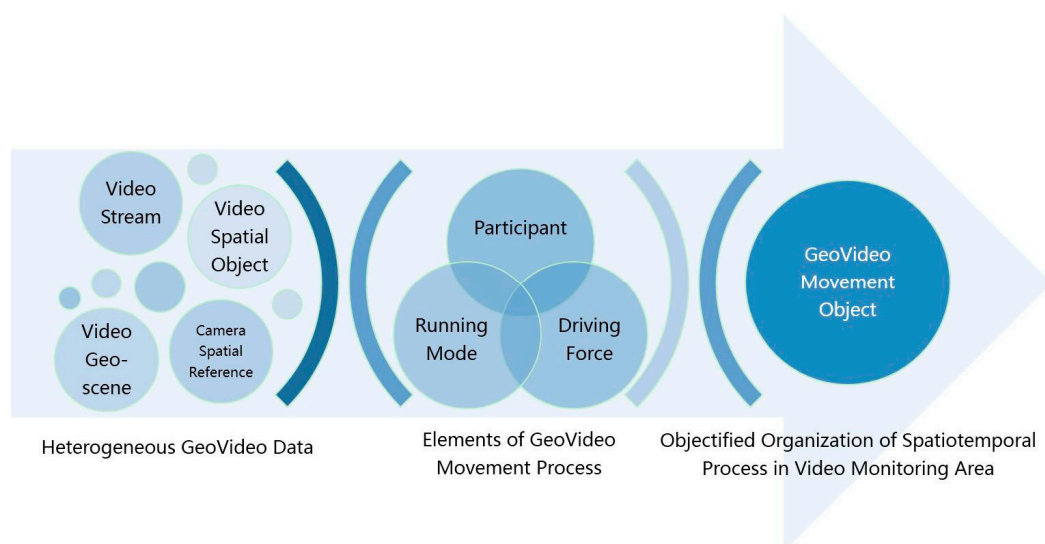 Video
Stream
Video
Spatial
Object
Video
Geo-
scene
Camera
Spatial
Reference
Heterogeneous GeoVideo Data
Participant
Running
Mode
Driving
Force
Elements of GeoVideo
Movement Process
GeoVideo
Movement
Object
Objectified Organization of Spatiotemporal
Process in Video Monitoring Area